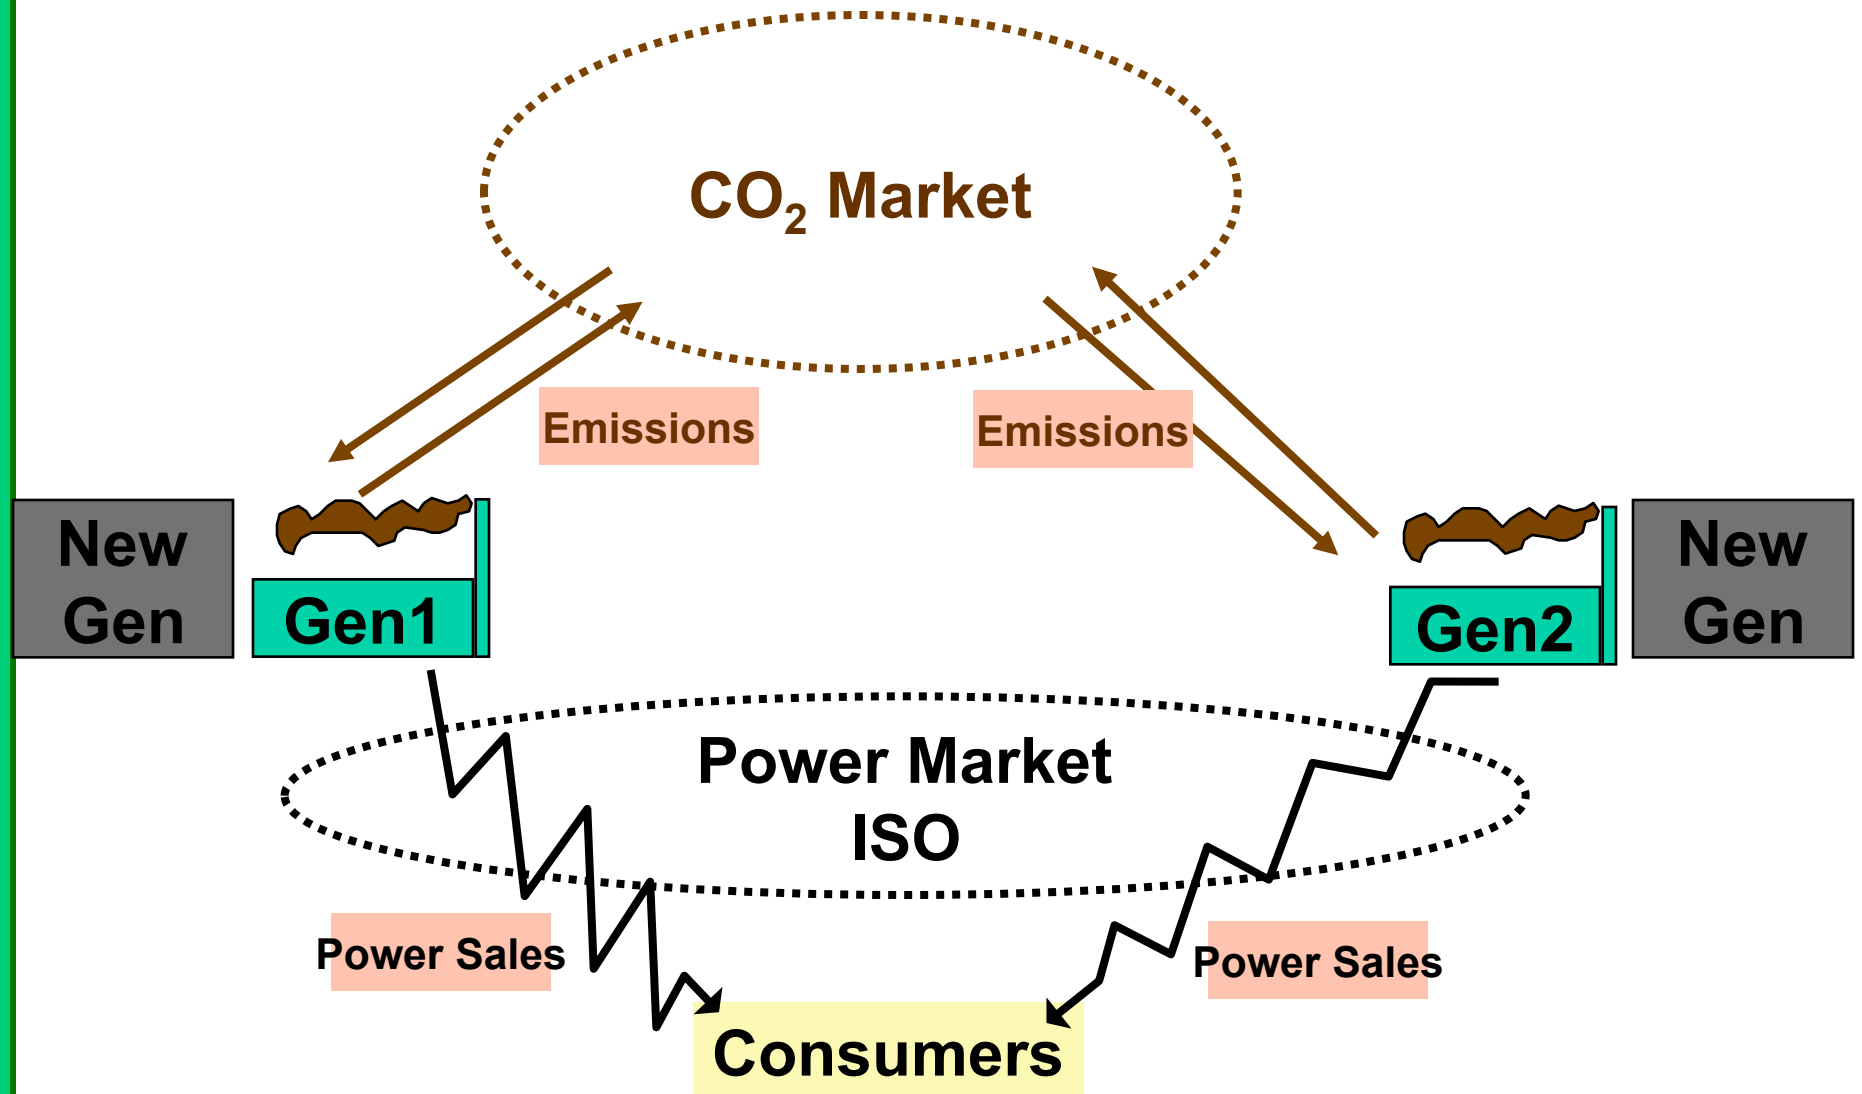 CO₂ Market
Emissions
Emissions
New
Gen
Gen1
Gen2
New
Gen
Power Market
ISO
Power Sales
Power Sales
Consumers